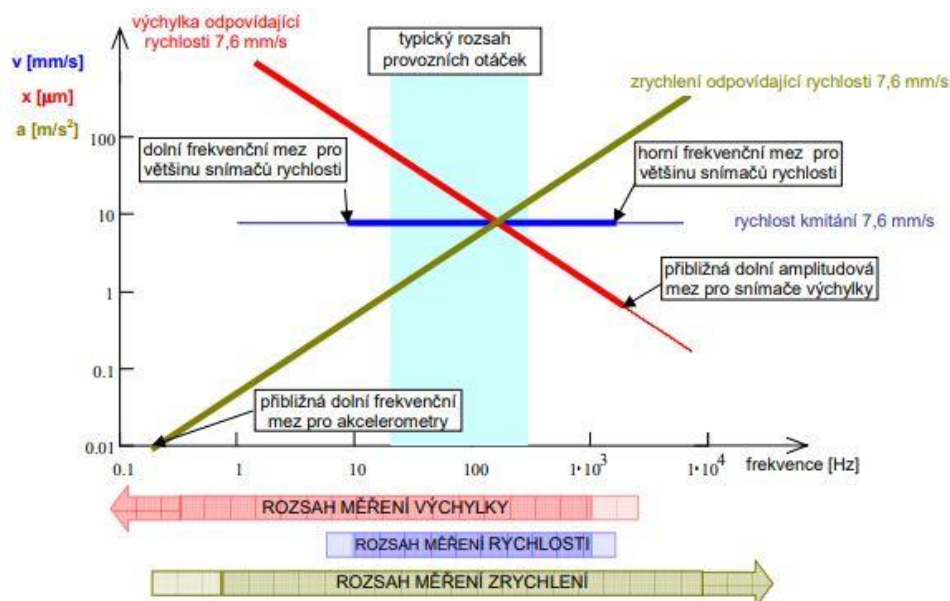 výchylka odpovídající
rychlosti 7,6 mm/s
typický rozsah
provozních otáček
v [mm/s]
x [μm]
a [m/s²]
zrychlení odpovídající rychlosti 7,6 mm/s
dolní frekvenční mez pro
většinu snímačů rychlosti
horní frekvenční mez pro
většinu snímačů rychlosti
rychlost kmitání 7,6 mm/s
přibližná dolní amplitudová
mez pro snímače výchylky
přibližná dolní frekvenční
mez pro akcelerometry
100
10
1
0.1
0.01
0.1
1
10
100
1·10³
1·10⁴
frekvence [Hz]
ROZSAH MĚŘENÍ VÝCHYLKY
ROZSAH MĚŘENÍ RYCHLOSTI
ROZSAH MĚŘENÍ ZRYCHLENÍ